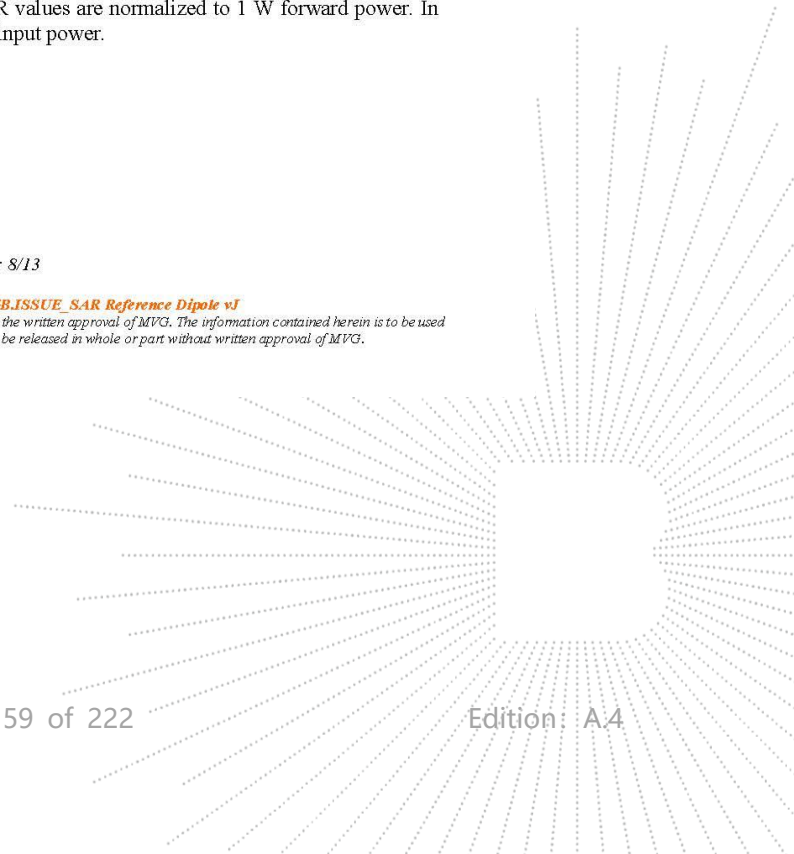 R values are normalized to 1 W forward power. In
input power.
: 8/13
B.ISSUE_SAR Reference Dipole vJ
the written approval of MVG. The information contained herein is to be used
be released in whole or part without written approval of MVG.
59 of 222
Edition: A.4